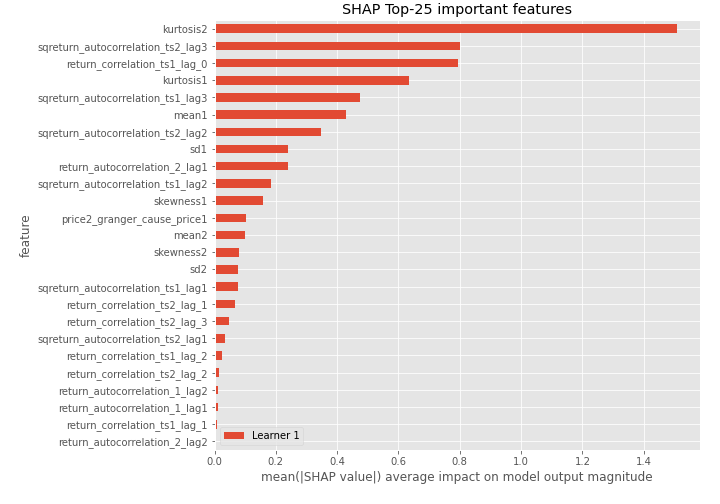 SHAP Top-25 important features
kurtosis2
sqreturn_autocorrelation_ts2_lag3
return_correlation_ts1_lag_0
kurtosis1
sqreturn_autocorrelation_ts1_lag3
mean1
sqreturn_autocorrelation_ts2_lag2
sd1
return_autocorrelation_2_lag1
sqreturn_autocorrelation_ts1_lag2
skewness1
price2_granger_cause_price1
mean2
skewness2
sd2
sqreturn_autocorrelation_ts1_lag1
return_correlation_ts2_lag_1
return_correlation_ts2_lag_3
sqreturn_autocorrelation_ts2_lag1
return_correlation_ts1_lag_2
return_correlation_ts2_lag_2
return_autocorrelation_1_lag2
return_autocorrelation_1_lag1
return_correlation_ts1_lag_1
return_autocorrelation_2_lag2
feature
Learner 1
0.0 0.2 0.4 0.6 0.8 1.0 1.2 1.4
mean(|SHAP value|) average impact on model output magnitude